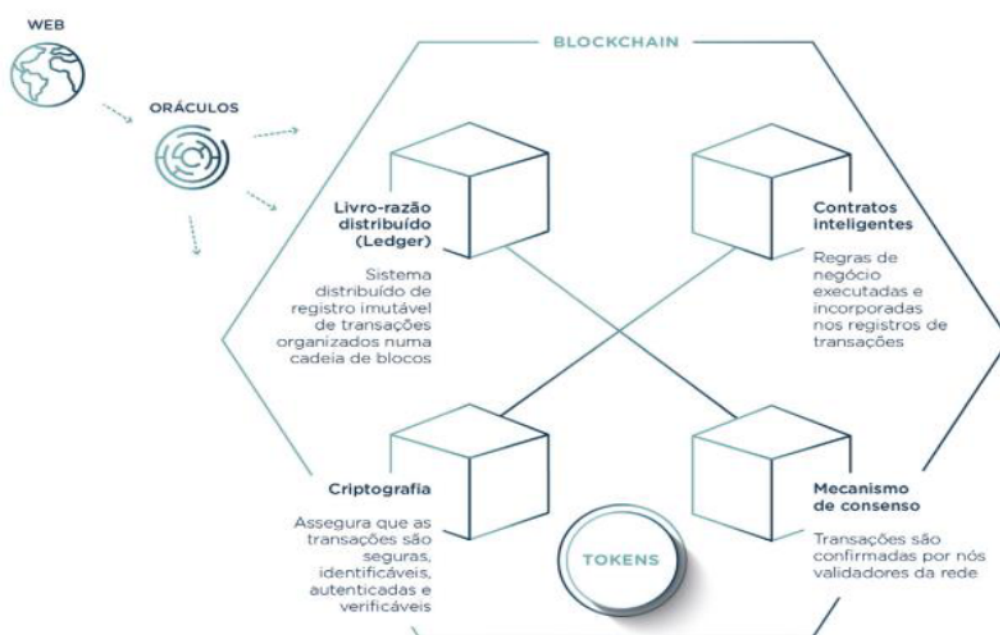 WEB
ORÁCULOS
BLOCKCHAIN
Livro-razão
distribuído
(Ledger)
Sistema
distribuído de
registro imutável
de transações
organizados numa
cadeia de blocos
Contratos
inteligentes
Regras de
negócio
executadas e
incorporadas
nos registros de
transações
Criptografia
Assegura que as
transações são
seguras,
identificáveis,
autenticadas e
verificáveis
TOKENS
Mecanismo
de consenso
Transações são
confirmadas por nós
validadores da rede